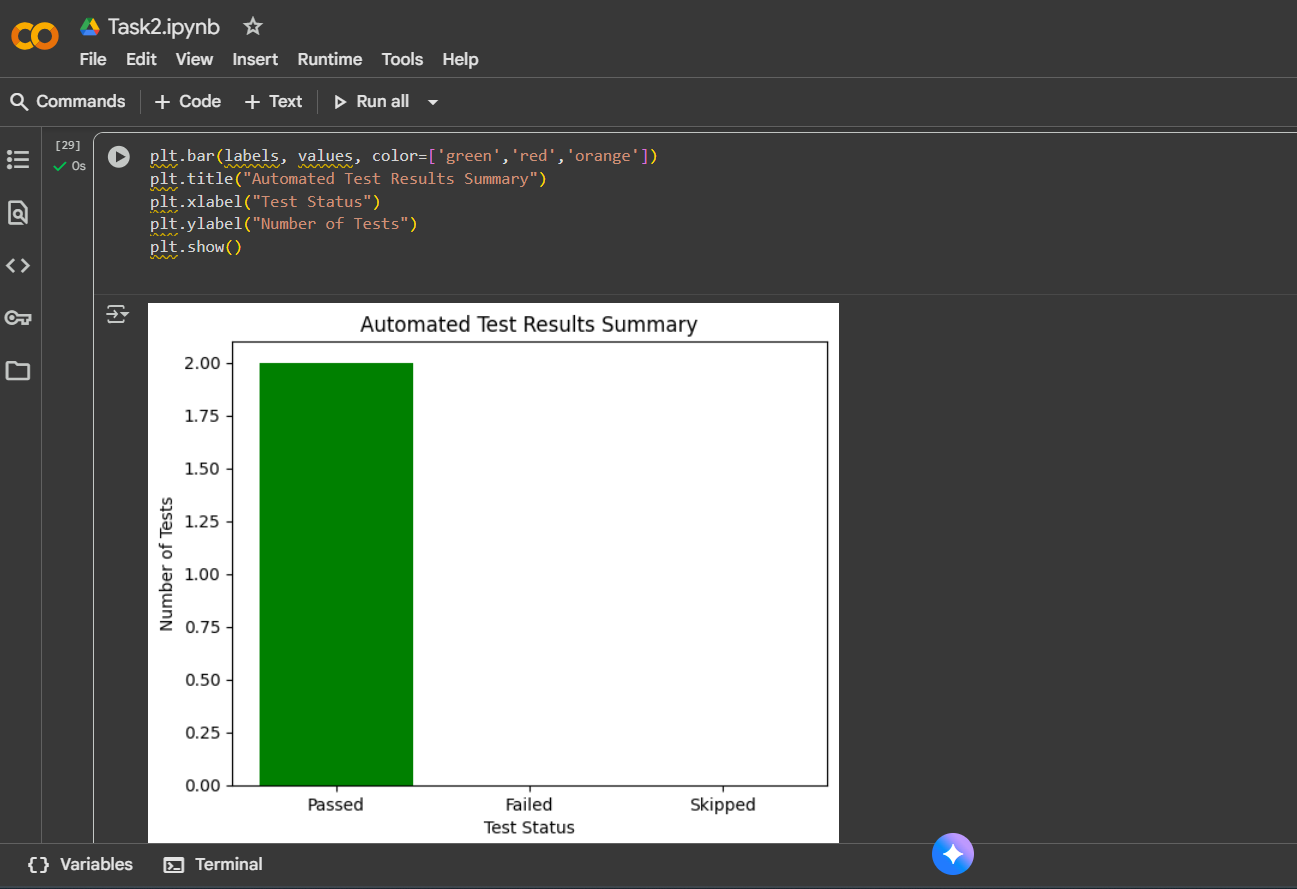 Task2.ipynb
File Edit View Insert Runtime Tools Help
Commands + Code + Text Run all
[29]
0s
plt.bar(labels, values, color=['green','red','orange'])
plt.title("Automated Test Results Summary")
plt.xlabel("Test Status")
plt.ylabel("Number of Tests")
plt.show()
Automated Test Results Summary
Number of Tests
2.00
1.75
1.50
1.25
1.00
0.75
0.50
0.25
0.00
Passed Failed Skipped
Test Status
{} Variables Terminal